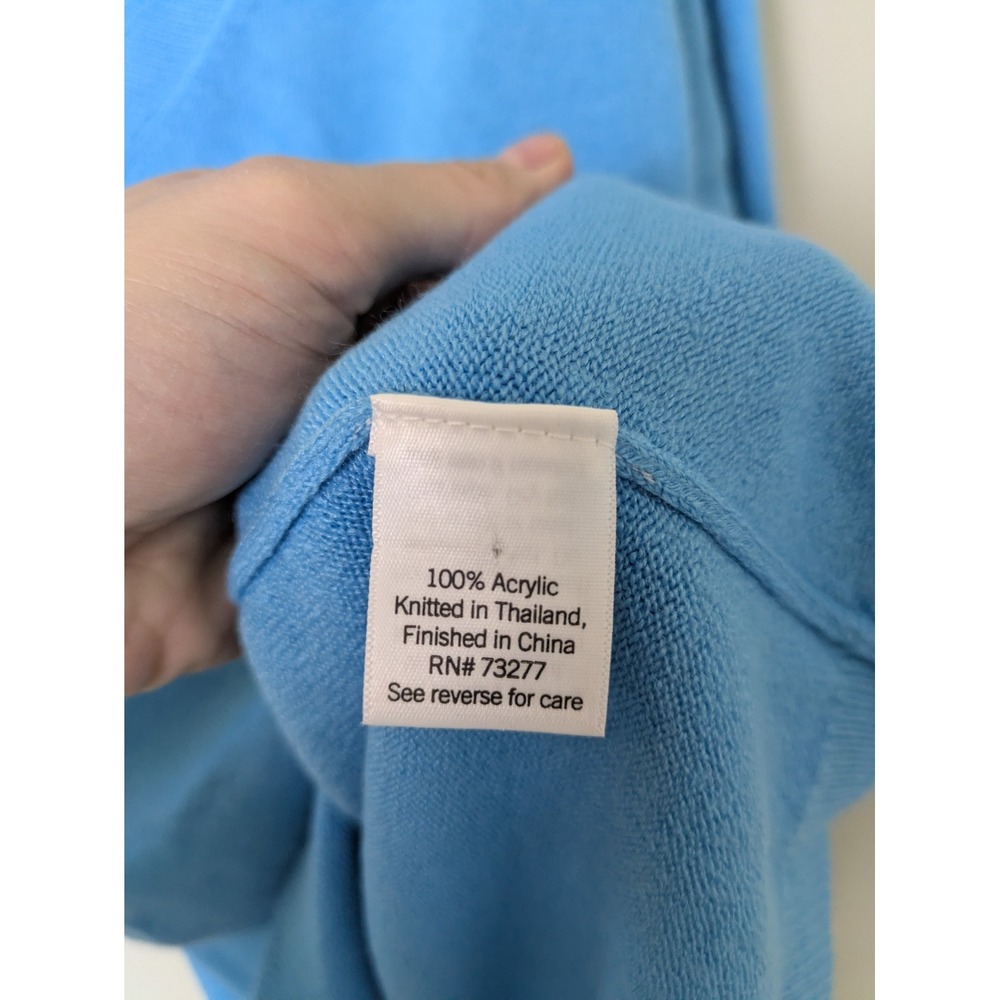 100% Acrylic
Knitted in Thailand,
Finished in China
RN# 73277
See reverse for care